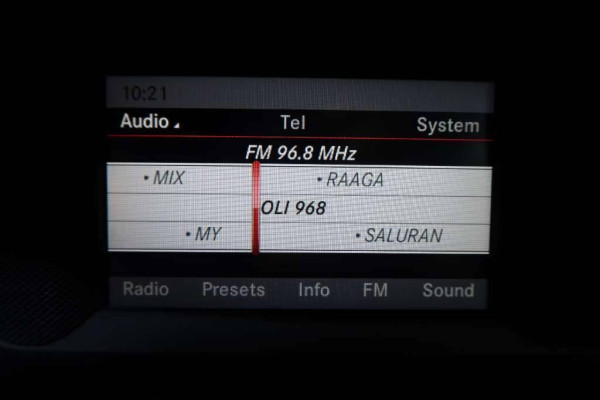 10:21
Audio Tel System
FM 96.8 MHz
• MIX • RAAGA
OLI 968
• MY • SALURAN
Radio Presets Info FM Sound